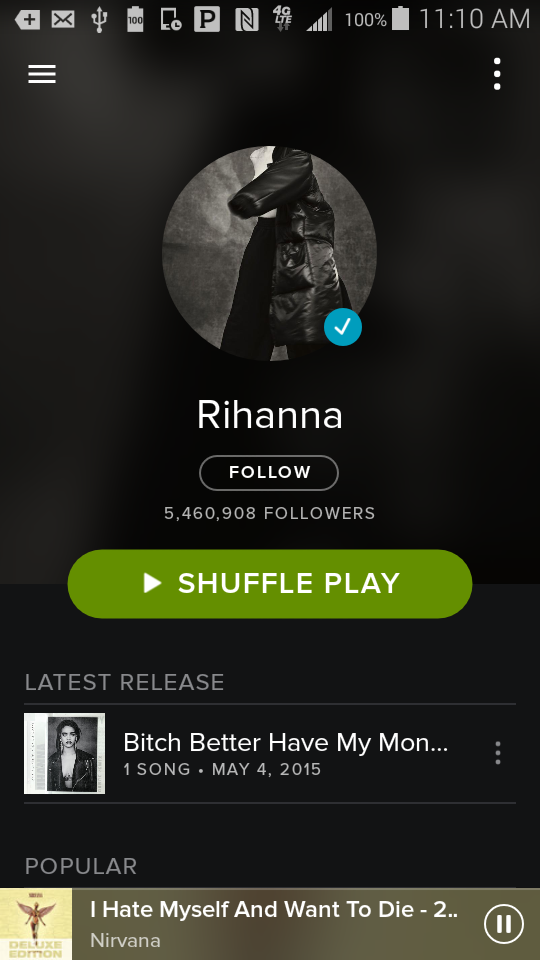 100
P
4G
LTE
100%
11:10 AM
Rihanna
FOLLOW
5,460,908 FOLLOWERS
SHUFFLE PLAY
LATEST RELEASE
Bitch Better Have My Mon...
1 SONG • MAY 4, 2015
POPULAR
I Hate Myself And Want To Die - 2..
Nirvana
DELUXE
EDITION